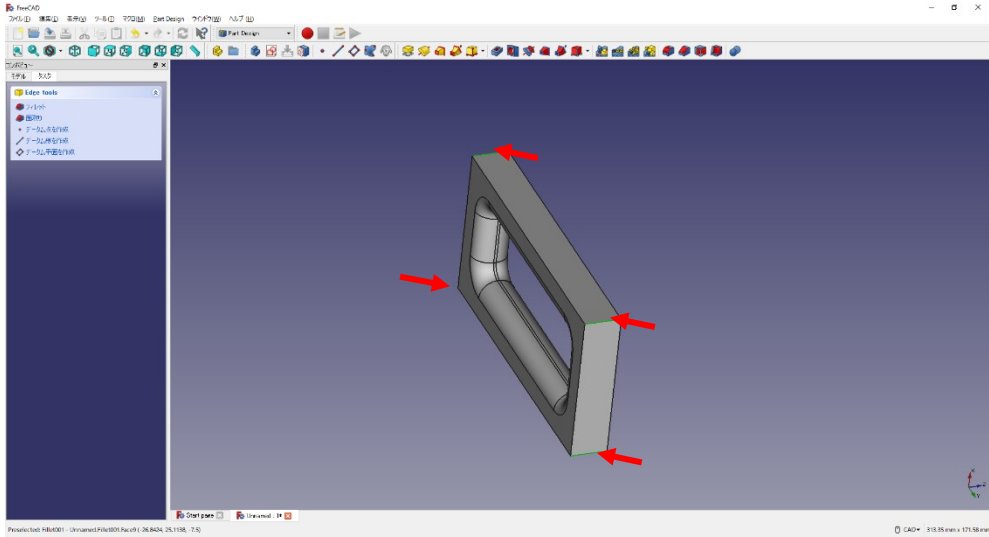 FreeCAD
ファイル(F) 編集(E) 表示(V) ツール(T) マクロ(M) Part Design ウインドウ(W) ヘルプ(H)
Part Design
コンボビュー
モデル タスク
Edge tools
フィレット
面取り
データム点を作成
データム線を作成
データム平面を作成
Start page Unnamed : 1*
Preselected: Fillet001 - Unnamed.Fillet001.Face9 (-26.8424, 25.1138, -7.5)
CAD 313.35 mm x 171.58 mm